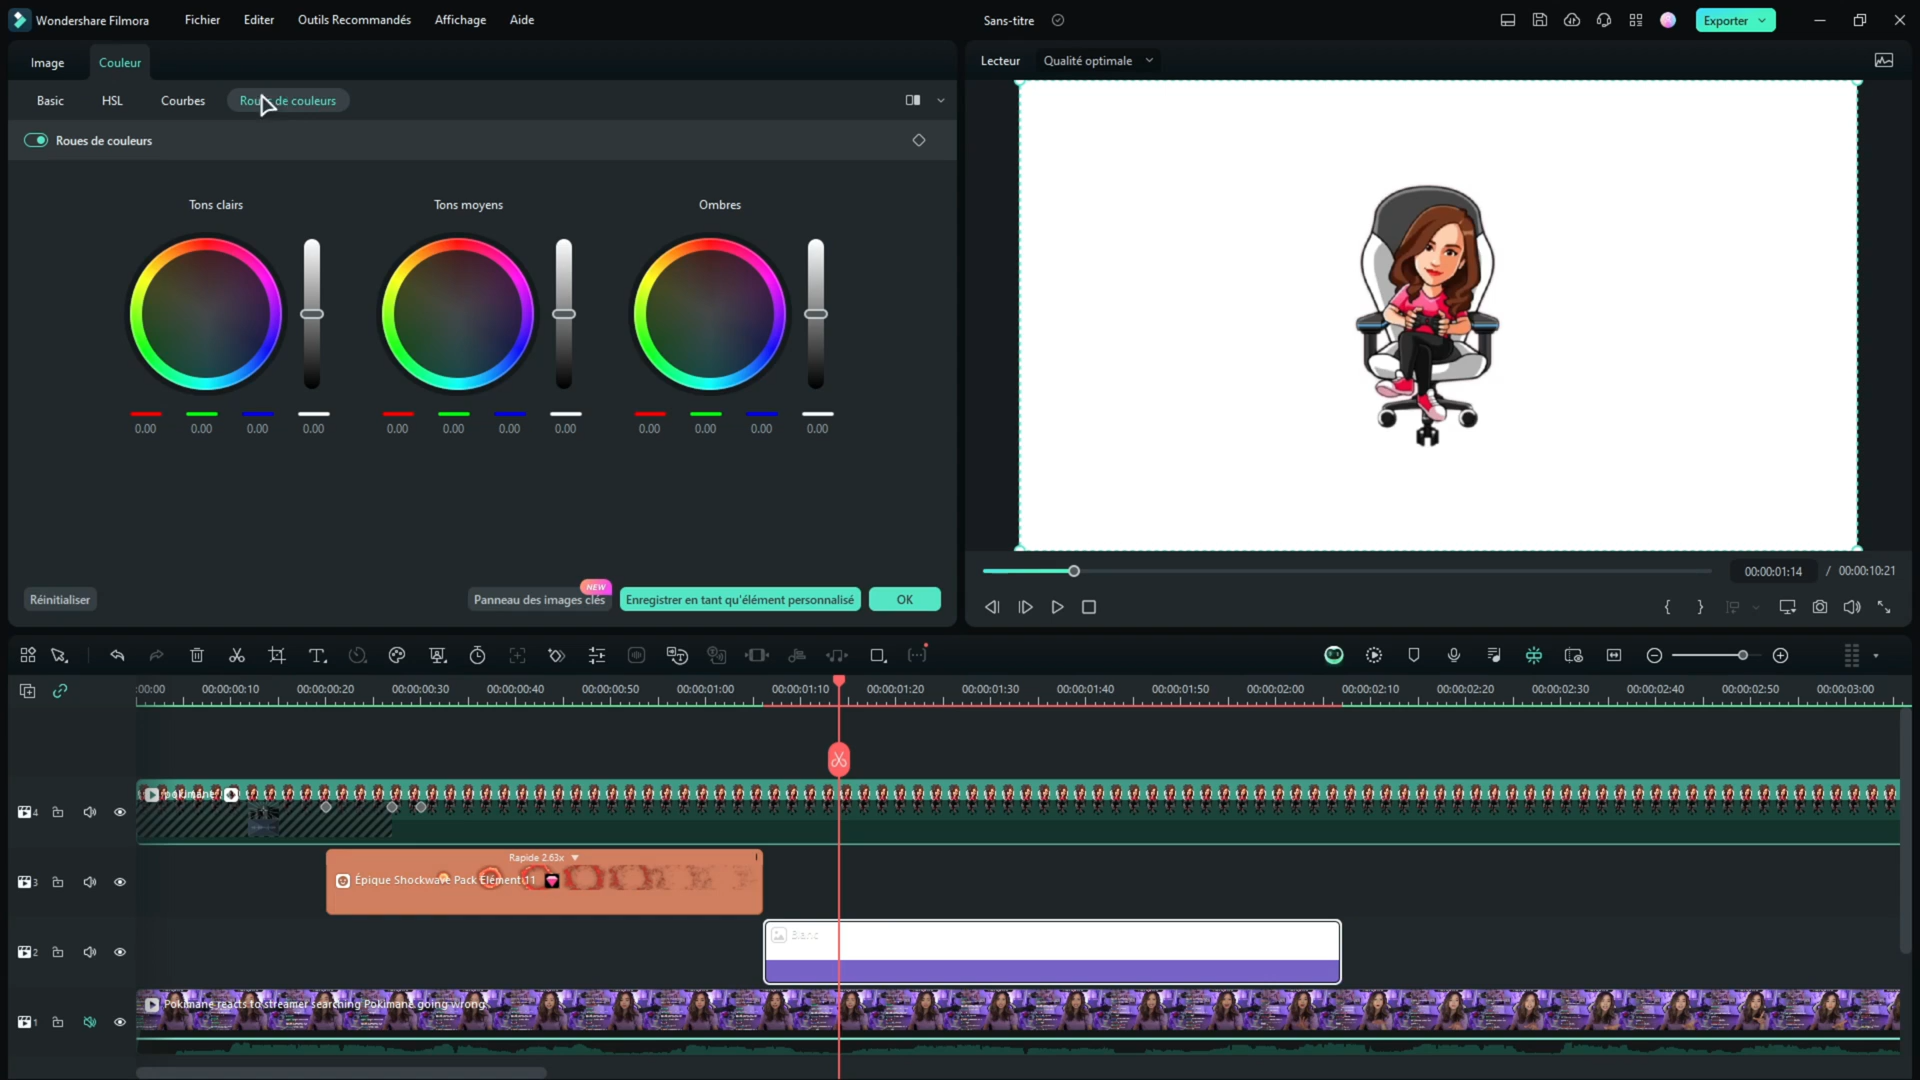 Wondershare Filmora
Fichier
Editer
Outils Recommandés
Affichage
Aide
Sans-titre
Exporter
Image
Couleur
Lecteur
Qualité optimale
Basic
HSL
Courbes
Roues de couleurs
Roues de couleurs
Tons clairs
Tons moyens
Ombres
0.00 0.00 0.00 0.00
0.00 0.00 0.00 0.00
0.00 0.00 0.00 0.00
Réinitialiser
NEW
Panneau des images clés
Enregistrer en tant qu'élément personnalisé
OK
00:00:01:14 / 00:00:10:21
:00:00 00:00:00:10 00:00:00:20 00:00:00:30 00:00:00:40 00:00:00:50 00:00:01:00 00:00:01:10 00:00:01:20 00:00:01:30 00:00:01:40 00:00:01:50 00:00:02:00 00:00:02:10 00:00:02:20 00:00:02:30 00:00:02:40 00:00:02:50 00:00:03:00
4
pokimane
3
Rapide 2.63x
Épique Shockwave Pack Element 11
2
Blanc
1
Pokimane reacts to streamer searching Pokimane going wrong